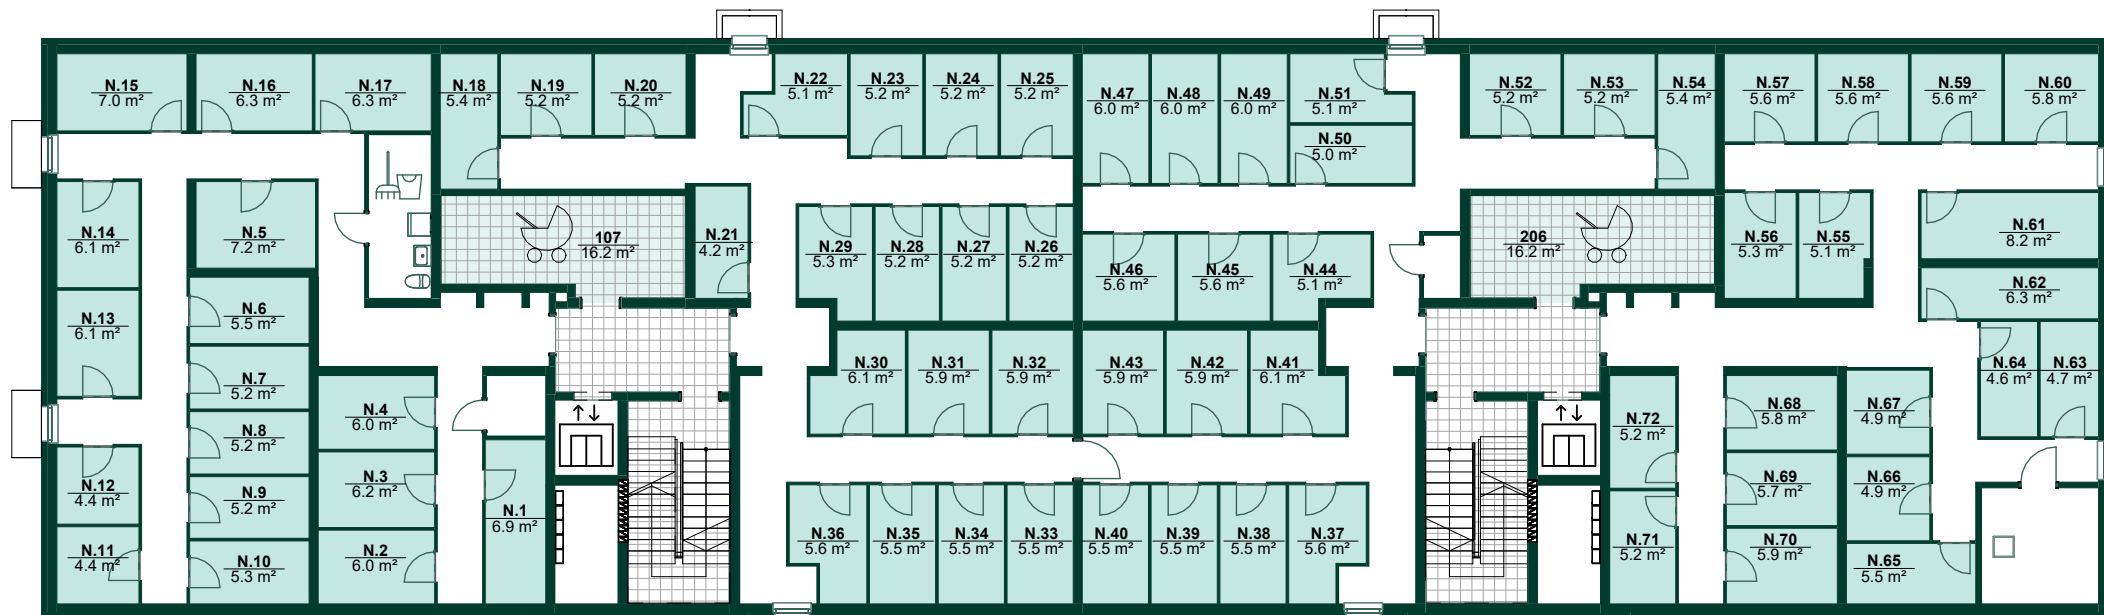 N.15
7.0 m²
N.16
6.3 m²
N.17
6.3 m²
N.18
5.4 m²
N.19
5.2 m²
N.20
5.2 m²
N.22
5.1 m²
N.23
5.2 m²
N.24
5.2 m²
N.25
5.2 m²
N.47
6.0 m²
N.48
6.0 m²
N.49
6.0 m²
N.51
5.1 m²
N.50
5.0 m²
N.52
5.2 m²
N.53
5.2 m²
N.54
5.4 m²
N.57
5.6 m²
N.58
5.6 m²
N.59
5.6 m²
N.60
5.8 m²
N.14
6.1 m²
N.5
7.2 m²
107
16.2 m²
N.21
4.2 m²
N.29
5.3 m²
N.28
5.2 m²
N.27
5.2 m²
N.26
5.2 m²
N.46
5.6 m²
N.45
5.6 m²
N.44
5.1 m²
206
16.2 m²
N.56
5.3 m²
N.55
5.1 m²
N.61
8.2 m²
N.62
6.3 m²
N.13
6.1 m²
N.6
5.5 m²
N.7
5.2 m²
N.30
6.1 m²
N.31
5.9 m²
N.32
5.9 m²
N.43
5.9 m²
N.42
5.9 m²
N.41
6.1 m²
N.64
4.6 m²
N.63
4.7 m²
N.4
6.0 m²
N.8
5.2 m²
N.72
5.2 m²
N.68
5.8 m²
N.67
4.9 m²
N.12
4.4 m²
N.9
5.2 m²
N.3
6.2 m²
N.1
6.9 m²
N.69
5.7 m²
N.66
4.9 m²
N.11
4.4 m²
N.10
5.3 m²
N.2
6.0 m²
N.36
5.6 m²
N.35
5.5 m²
N.34
5.5 m²
N.33
5.5 m²
N.40
5.5 m²
N.39
5.5 m²
N.38
5.5 m²
N.37
5.6 m²
N.71
5.2 m²
N.70
5.9 m²
N.65
5.5 m²